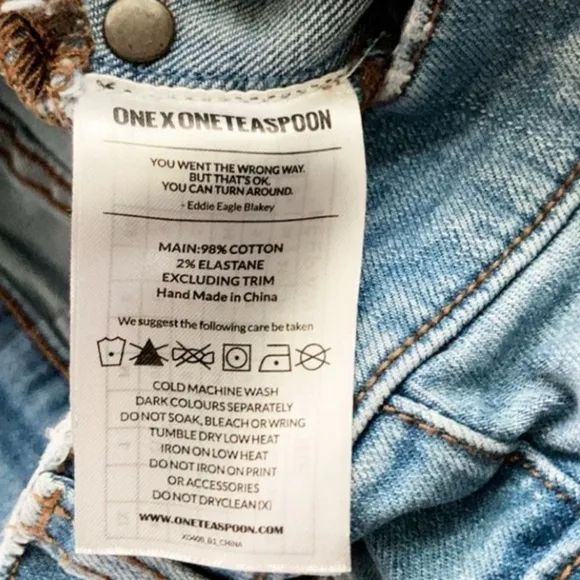 ONE X ONETEASPOON
YOU WENT THE WRONG WAY.
BUT THAT'S OK.
YOU CAN TURN AROUND.
- Eddie Eagle Blakey
MAIN:98% COTTON
2% ELASTANE
EXCLUDING TRIM
Hand Made in China
We suggest the following care be taken
COLD MACHINE WASH
DARK COLOURS SEPARATELY
DO NOT SOAK, BLEACH OR WRING
TUMBLE DRY LOW HEAT
IRON ON LOW HEAT
DO NOT IRON ON PRINT
OR ACCESSORIES
DO NOT DRYCLEAN (X)
WWW.ONETEASPOON.COM